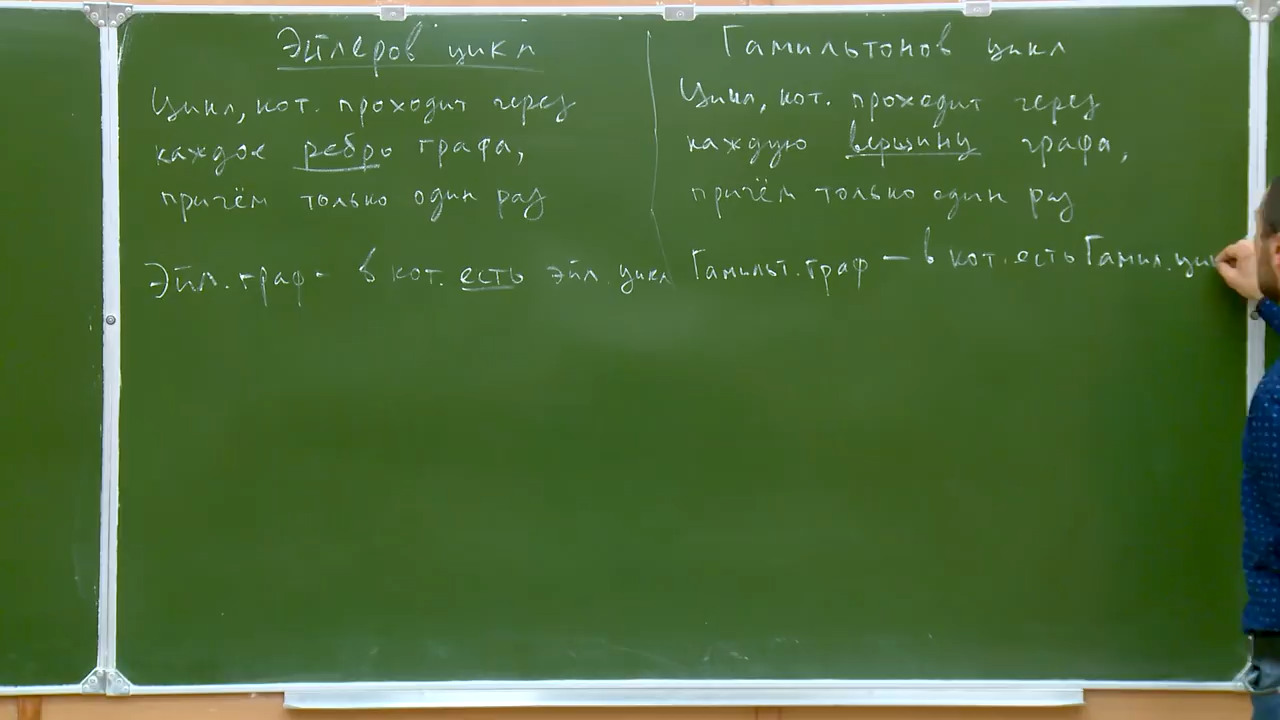 Эйлеров цикл
Цикл, кот. проходит через
каждое ребро графа,
причём только один раз
Эйл. граф - в кот. есть эйл. цикл
Гамильтонов цикл
Цикл, кот. проходит через
каждую вершину графа,
причём только один раз
Гамильт. граф — в кот. есть Гамил. цик